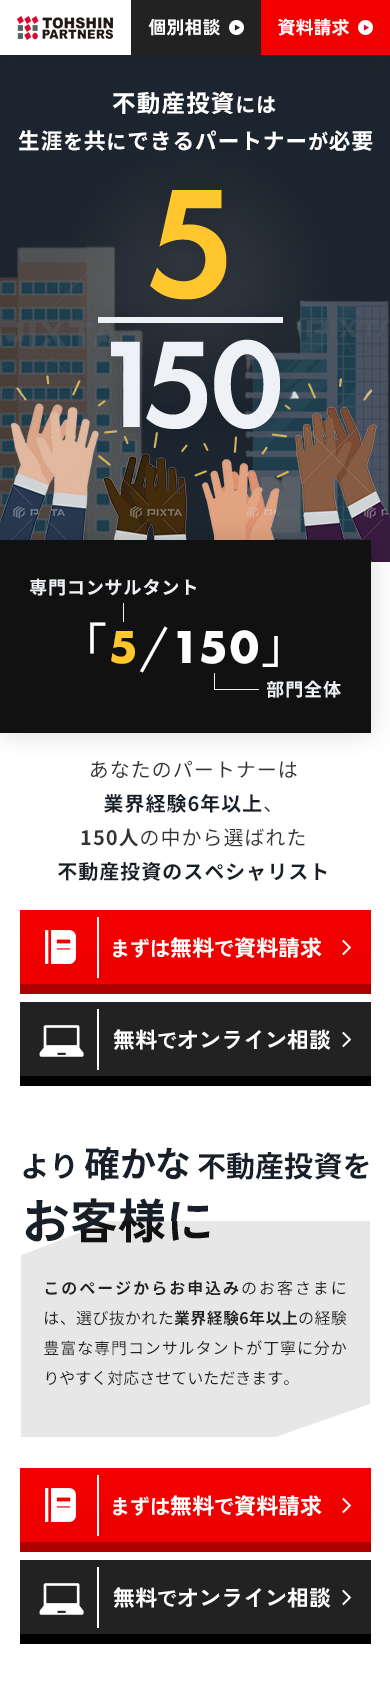 TOHSHIN
PARTNERS
個別相談
資料請求
不動産投資には
生涯を共にできるパートナーが必要
5
150
PIXTA
PIXTA
PIXTA
PIXTA
専門コンサルタント
「5/150」
部門全体
あなたのパートナーは
業界経験6年以上、
150人の中から選ばれた
不動産投資のスペシャリスト
まずは無料で資料請求
無料でオンライン相談
より 確かな 不動産投資を
お客様に
このページからお申込みのお客さまに
は、選び抜かれた業界経験6年以上の経験
豊富な専門コンサルタントが丁寧に分か
りやすく対応させていただきます。
まずは無料で資料請求
無料でオンライン相談